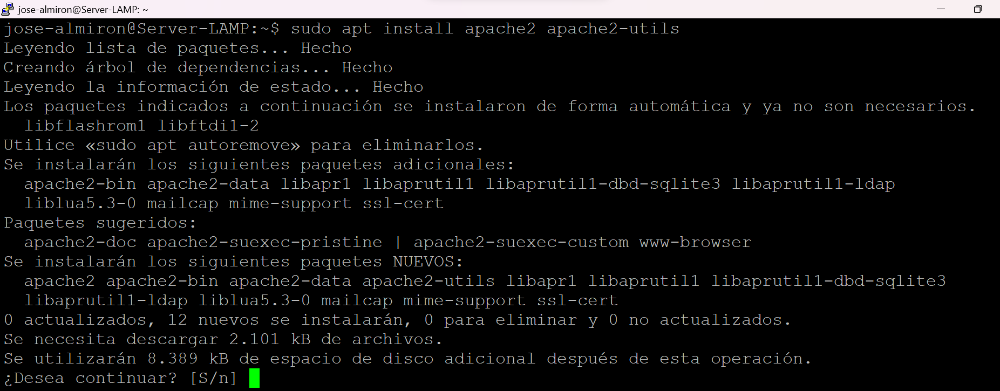 jose-almiron@Server-LAMP: ~
jose-almiron@Server-LAMP:~$ sudo apt install apache2 apache2-utils
Leyendo lista de paquetes... Hecho
Creando árbol de dependencias... Hecho
Leyendo la información de estado... Hecho
Los paquetes indicados a continuación se instalaron de forma automática y ya no son necesarios.
  libflashrom1 libftdi1-2
Utilice «sudo apt autoremove» para eliminarlos.
Se instalarán los siguientes paquetes adicionales:
  apache2-bin apache2-data libapr1 libaprutil1 libaprutil1-dbd-sqlite3 libaprutil1-ldap
  liblua5.3-0 mailcap mime-support ssl-cert
Paquetes sugeridos:
  apache2-doc apache2-suexec-pristine | apache2-suexec-custom www-browser
Se instalarán los siguientes paquetes NUEVOS:
  apache2 apache2-bin apache2-data apache2-utils libapr1 libaprutil1 libaprutil1-dbd-sqlite3
  libaprutil1-ldap liblua5.3-0 mailcap mime-support ssl-cert
0 actualizados, 12 nuevos se instalarán, 0 para eliminar y 0 no actualizados.
Se necesita descargar 2.101 kB de archivos.
Se utilizarán 8.389 kB de espacio de disco adicional después de esta operación.
¿Desea continuar? [S/n]